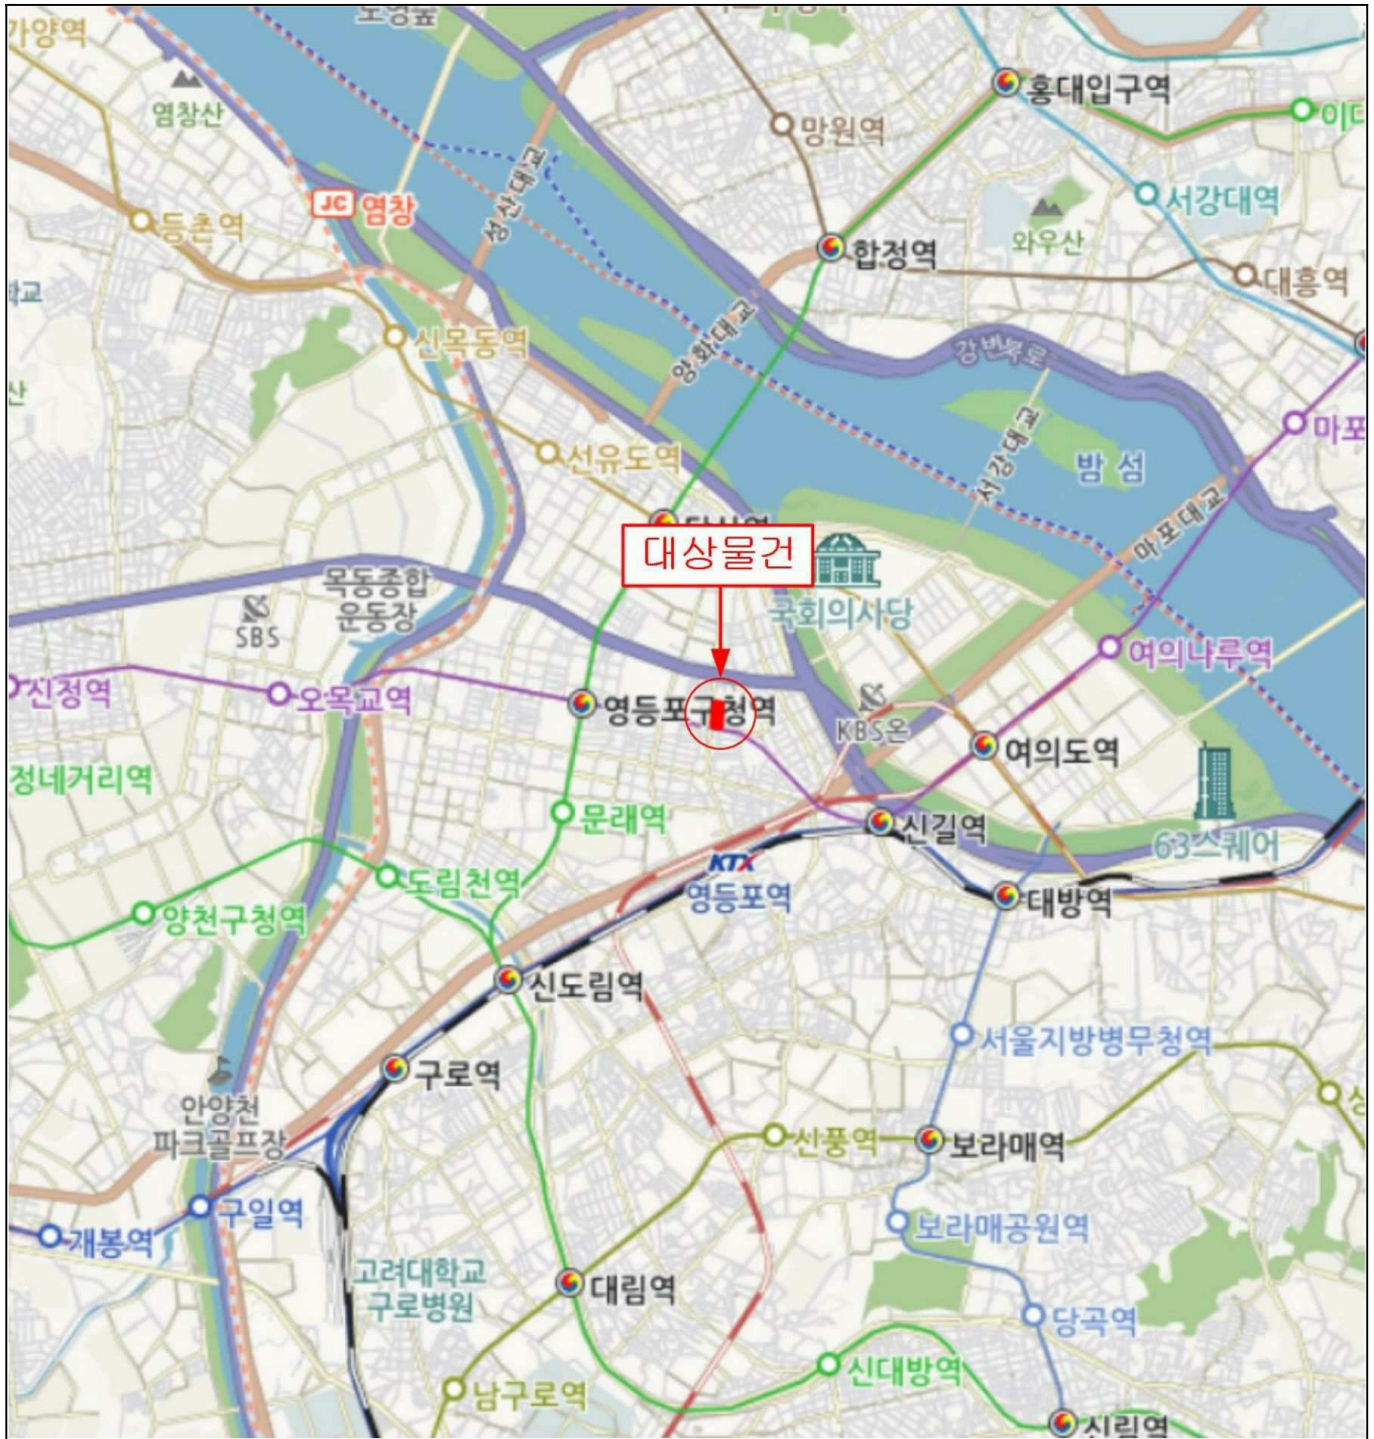 가양역
염창산
망원역
홍대입구역
서강대역
와우산
등촌역
JC 염창
성산대교
합정역
대흥역
학교
신목동역
양화대교
강변북로
산
선유도역
서강대교
밤 섬
마포
마포대교
대상물건
국회의사당
목동종합
운동장
SBS
여의나루역
신정역
오목교역
영등포구청역
KBS온
여의도역
정네거리역
문래역
신길역
63스퀘어
KTX
영등포역
도림천역
양천구청역
대방역
신도림역
서울지방병무청역
구로역
안양천
파크골프장
신풍역
보라매역
구일역
개봉역
보라매공원역
고려대학교
구로병원
대림역
당곡역
신대방역
남구로역
신림역